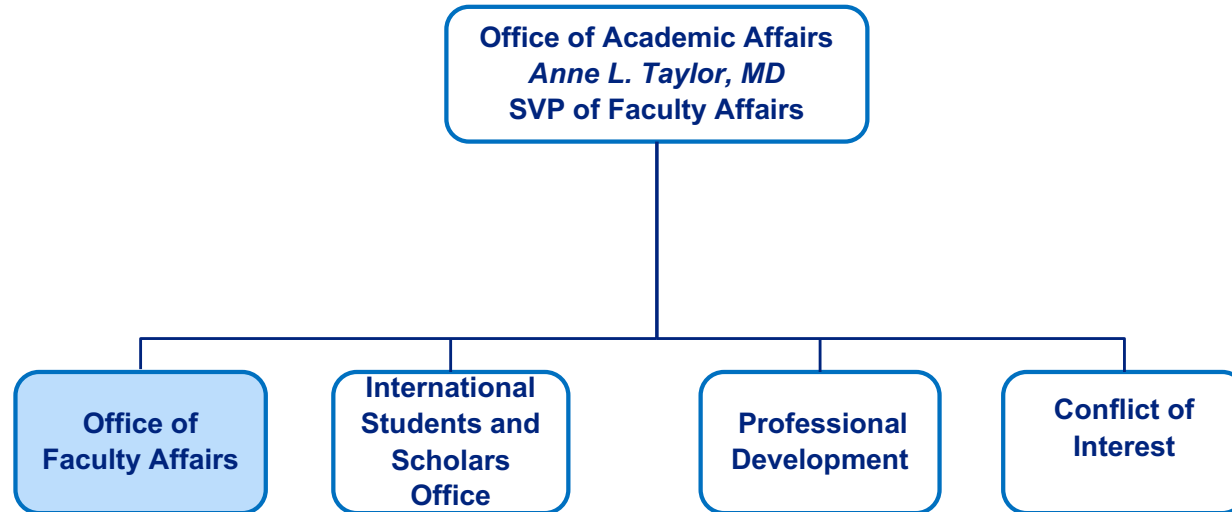 Office of Academic Affairs
Anne L. Taylor, MD
SVP of Faculty Affairs
Office of
Faculty Affairs
International
Students and
Scholars
Office
Professional
Development
Conflict of
Interest